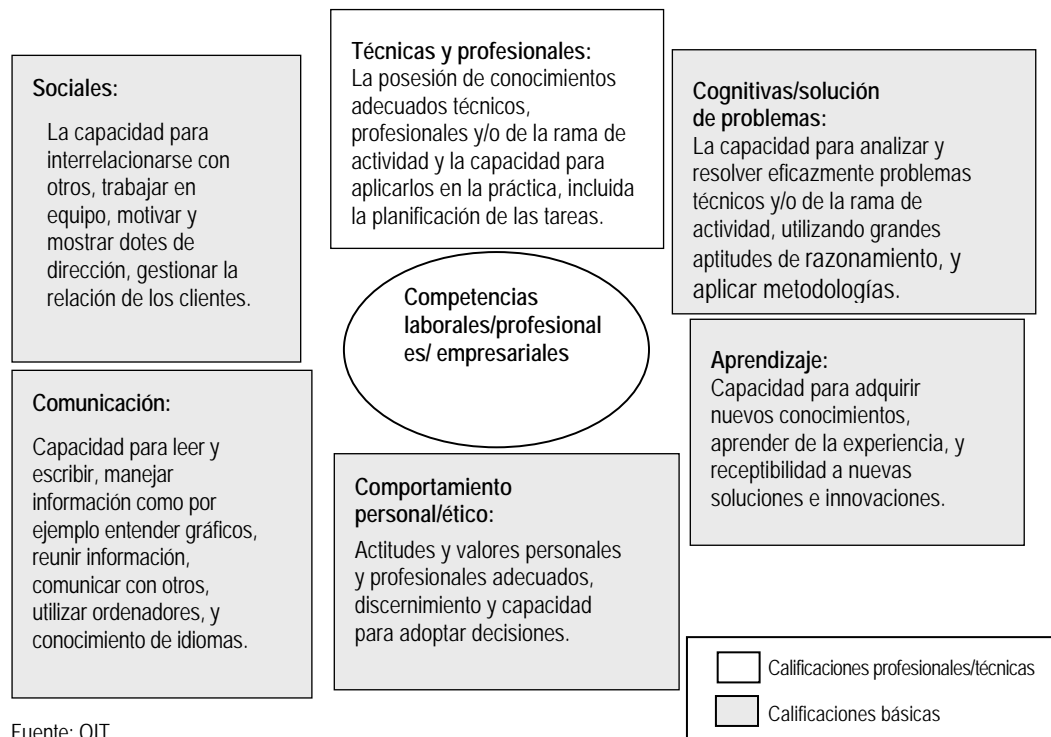 Sociales:
La capacidad para
interrelacionarse con
otros, trabajar en
equipo, motivar y
mostrar dotes de
dirección, gestionar la
relación de los clientes.
Técnicas y profesionales:
La posesión de conocimientos
adecuados técnicos,
profesionales y/o de la rama de
actividad y la capacidad para
aplicarlos en la práctica, incluida
la planificación de las tareas.
Cognitivas/solución
de problemas:
La capacidad para analizar y
resolver eficazmente problemas
técnicos y/o de la rama de
actividad, utilizando grandes
aptitudes de razonamiento, y
aplicar metodologías.
Competencias
laborales/profesional
es/ empresariales
Aprendizaje:
Capacidad para adquirir
nuevos conocimientos,
aprender de la experiencia, y
receptibilidad a nuevas
soluciones e innovaciones.
Comunicación:
Capacidad para leer y
escribir, manejar
información como por
ejemplo entender gráficos,
reunir información,
comunicar con otros,
utilizar ordenadores, y
conocimiento de idiomas.
Comportamiento
personal/ético:
Actitudes y valores personales
y profesionales adecuados,
discernimiento y capacidad
para adoptar decisiones.
Calificaciones profesionales/técnicas
Calificaciones básicas
Fuente: OIT